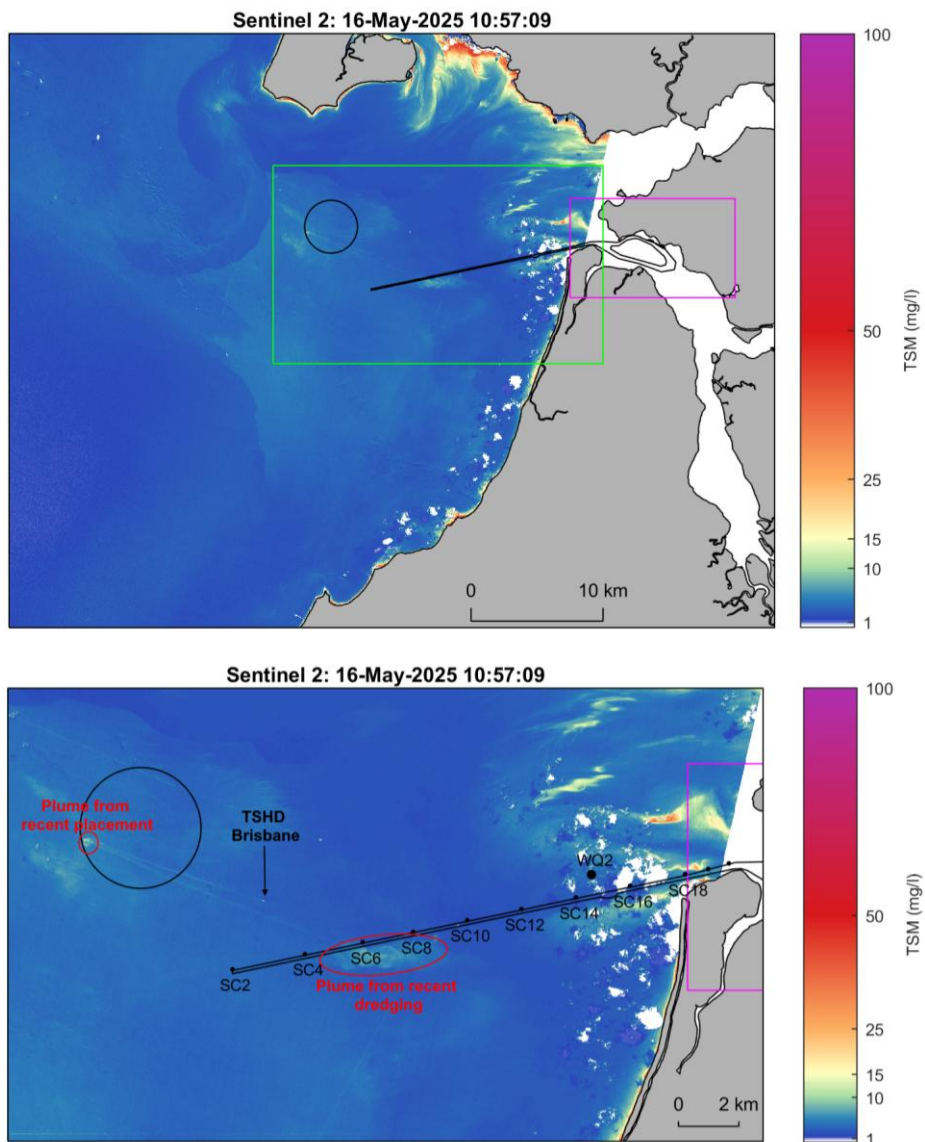 Sentinel 2: 16-May-2025 10:57:09
100
50
25
15
10
1
TSM (mg/l)
0 10 km
Sentinel 2: 16-May-2025 10:57:09
Plume from
recent placement
TSHD
Brisbane
WQ2
SC18
SC16
SC14
SC12
SC10
SC8
SC6
SC4
SC2
Plume from recent
dredging
0 2 km
100
50
25
15
10
1
TSM (mg/l)